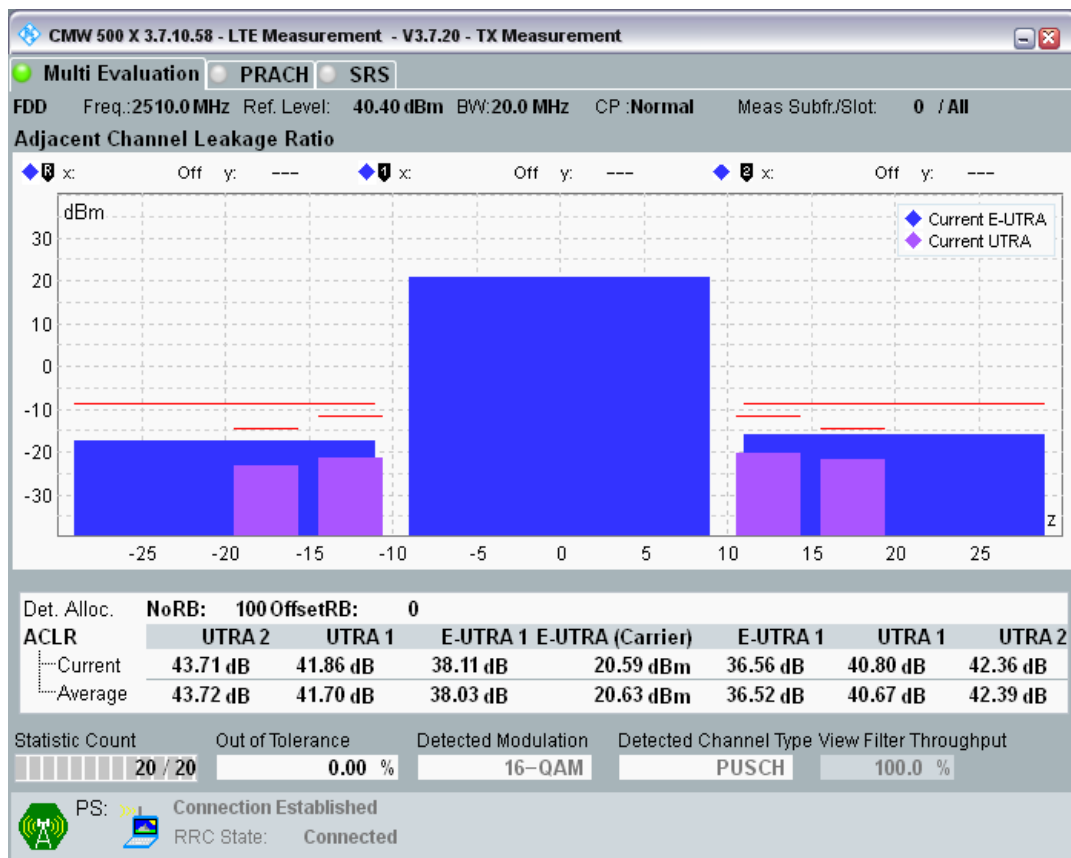 CMW 500 X 3.7.10.58 - LTE Measurement - V3.7.20 - TX Measurement
Multi Evaluation PRACH SRS
FDD Freq.:2510.0 MHz Ref. Level: 40.40 dBm BW:20.0 MHz CP :Normal Meas Subfr./Slot: 0 / All
Adjacent Channel Leakage Ratio
R x: Off y: --- 1 x: Off y: --- 2 x: Off y: ---
dBm
Current E-UTRA
Current UTRA
30
20
10
0
-10
-20
-30
z
-25 -20 -15 -10 -5 0 5 10 15 20 25
Det. Alloc. NoRB: 100 OffsetRB: 0
ACLR UTRA 2 UTRA 1 E-UTRA 1 E-UTRA (Carrier) E-UTRA 1 UTRA 1 UTRA 2
Current 43.71 dB 41.86 dB 38.11 dB 20.59 dBm 36.56 dB 40.80 dB 42.36 dB
Average 43.72 dB 41.70 dB 38.03 dB 20.63 dBm 36.52 dB 40.67 dB 42.39 dB
Statistic Count Out of Tolerance Detected Modulation Detected Channel Type View Filter Throughput
20 / 20 0.00 % 16-QAM PUSCH 100.0 %
PS: Connection Established
RRC State: Connected